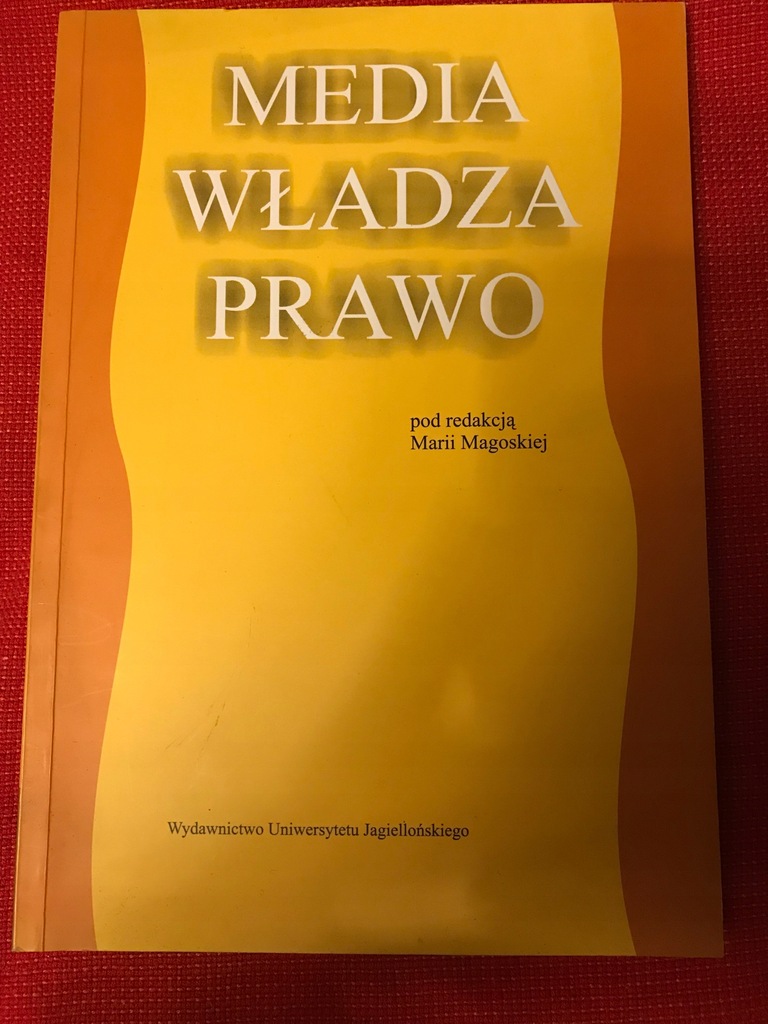 MEDIA
WŁADZA
PRAWO
pod redakcją
Marii Magoskiej
Wydawnictwo Uniwersytetu Jagiellońskiego